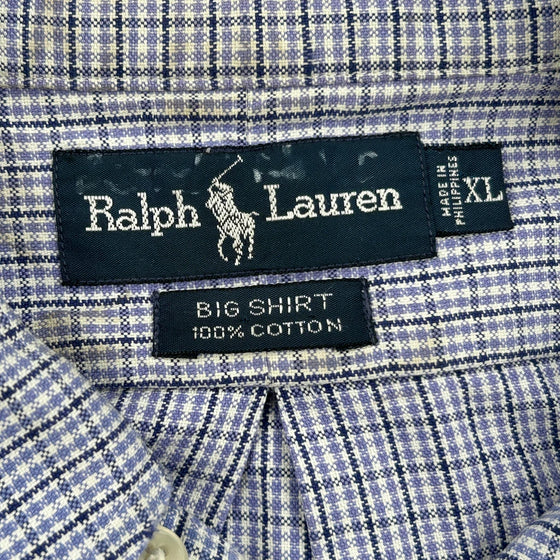 Ralph Lauren
MADE IN
PHILIPPINES
XL
BIG SHIRT
100% COTTON